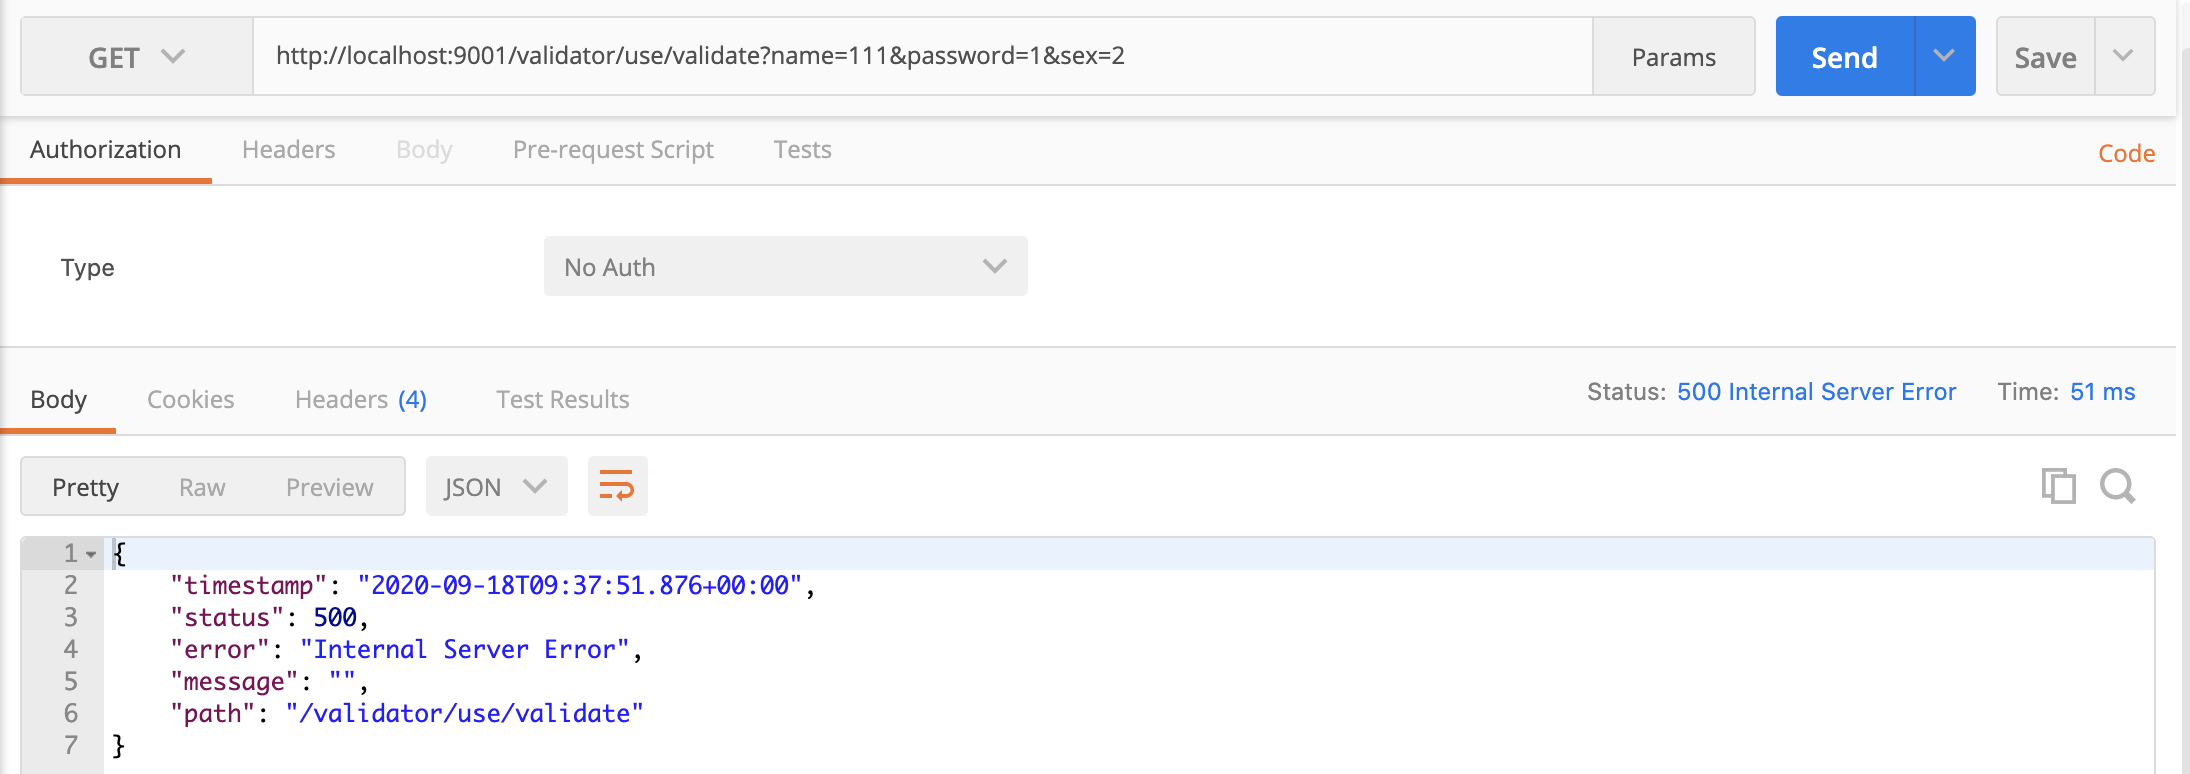 GET http://localhost:9001/validator/use/validate?name=111&password=1&sex=2 Params Send Save
Authorization Headers Body Pre-request Script Tests Code
Type No Auth
Body Cookies Headers (4) Test Results Status: 500 Internal Server Error Time: 51 ms
Pretty Raw Preview JSON
1 {
2 "timestamp": "2020-09-18T09:37:51.876+00:00",
3 "status": 500,
4 "error": "Internal Server Error",
5 "message": "",
6 "path": "/validator/use/validate"
7 }